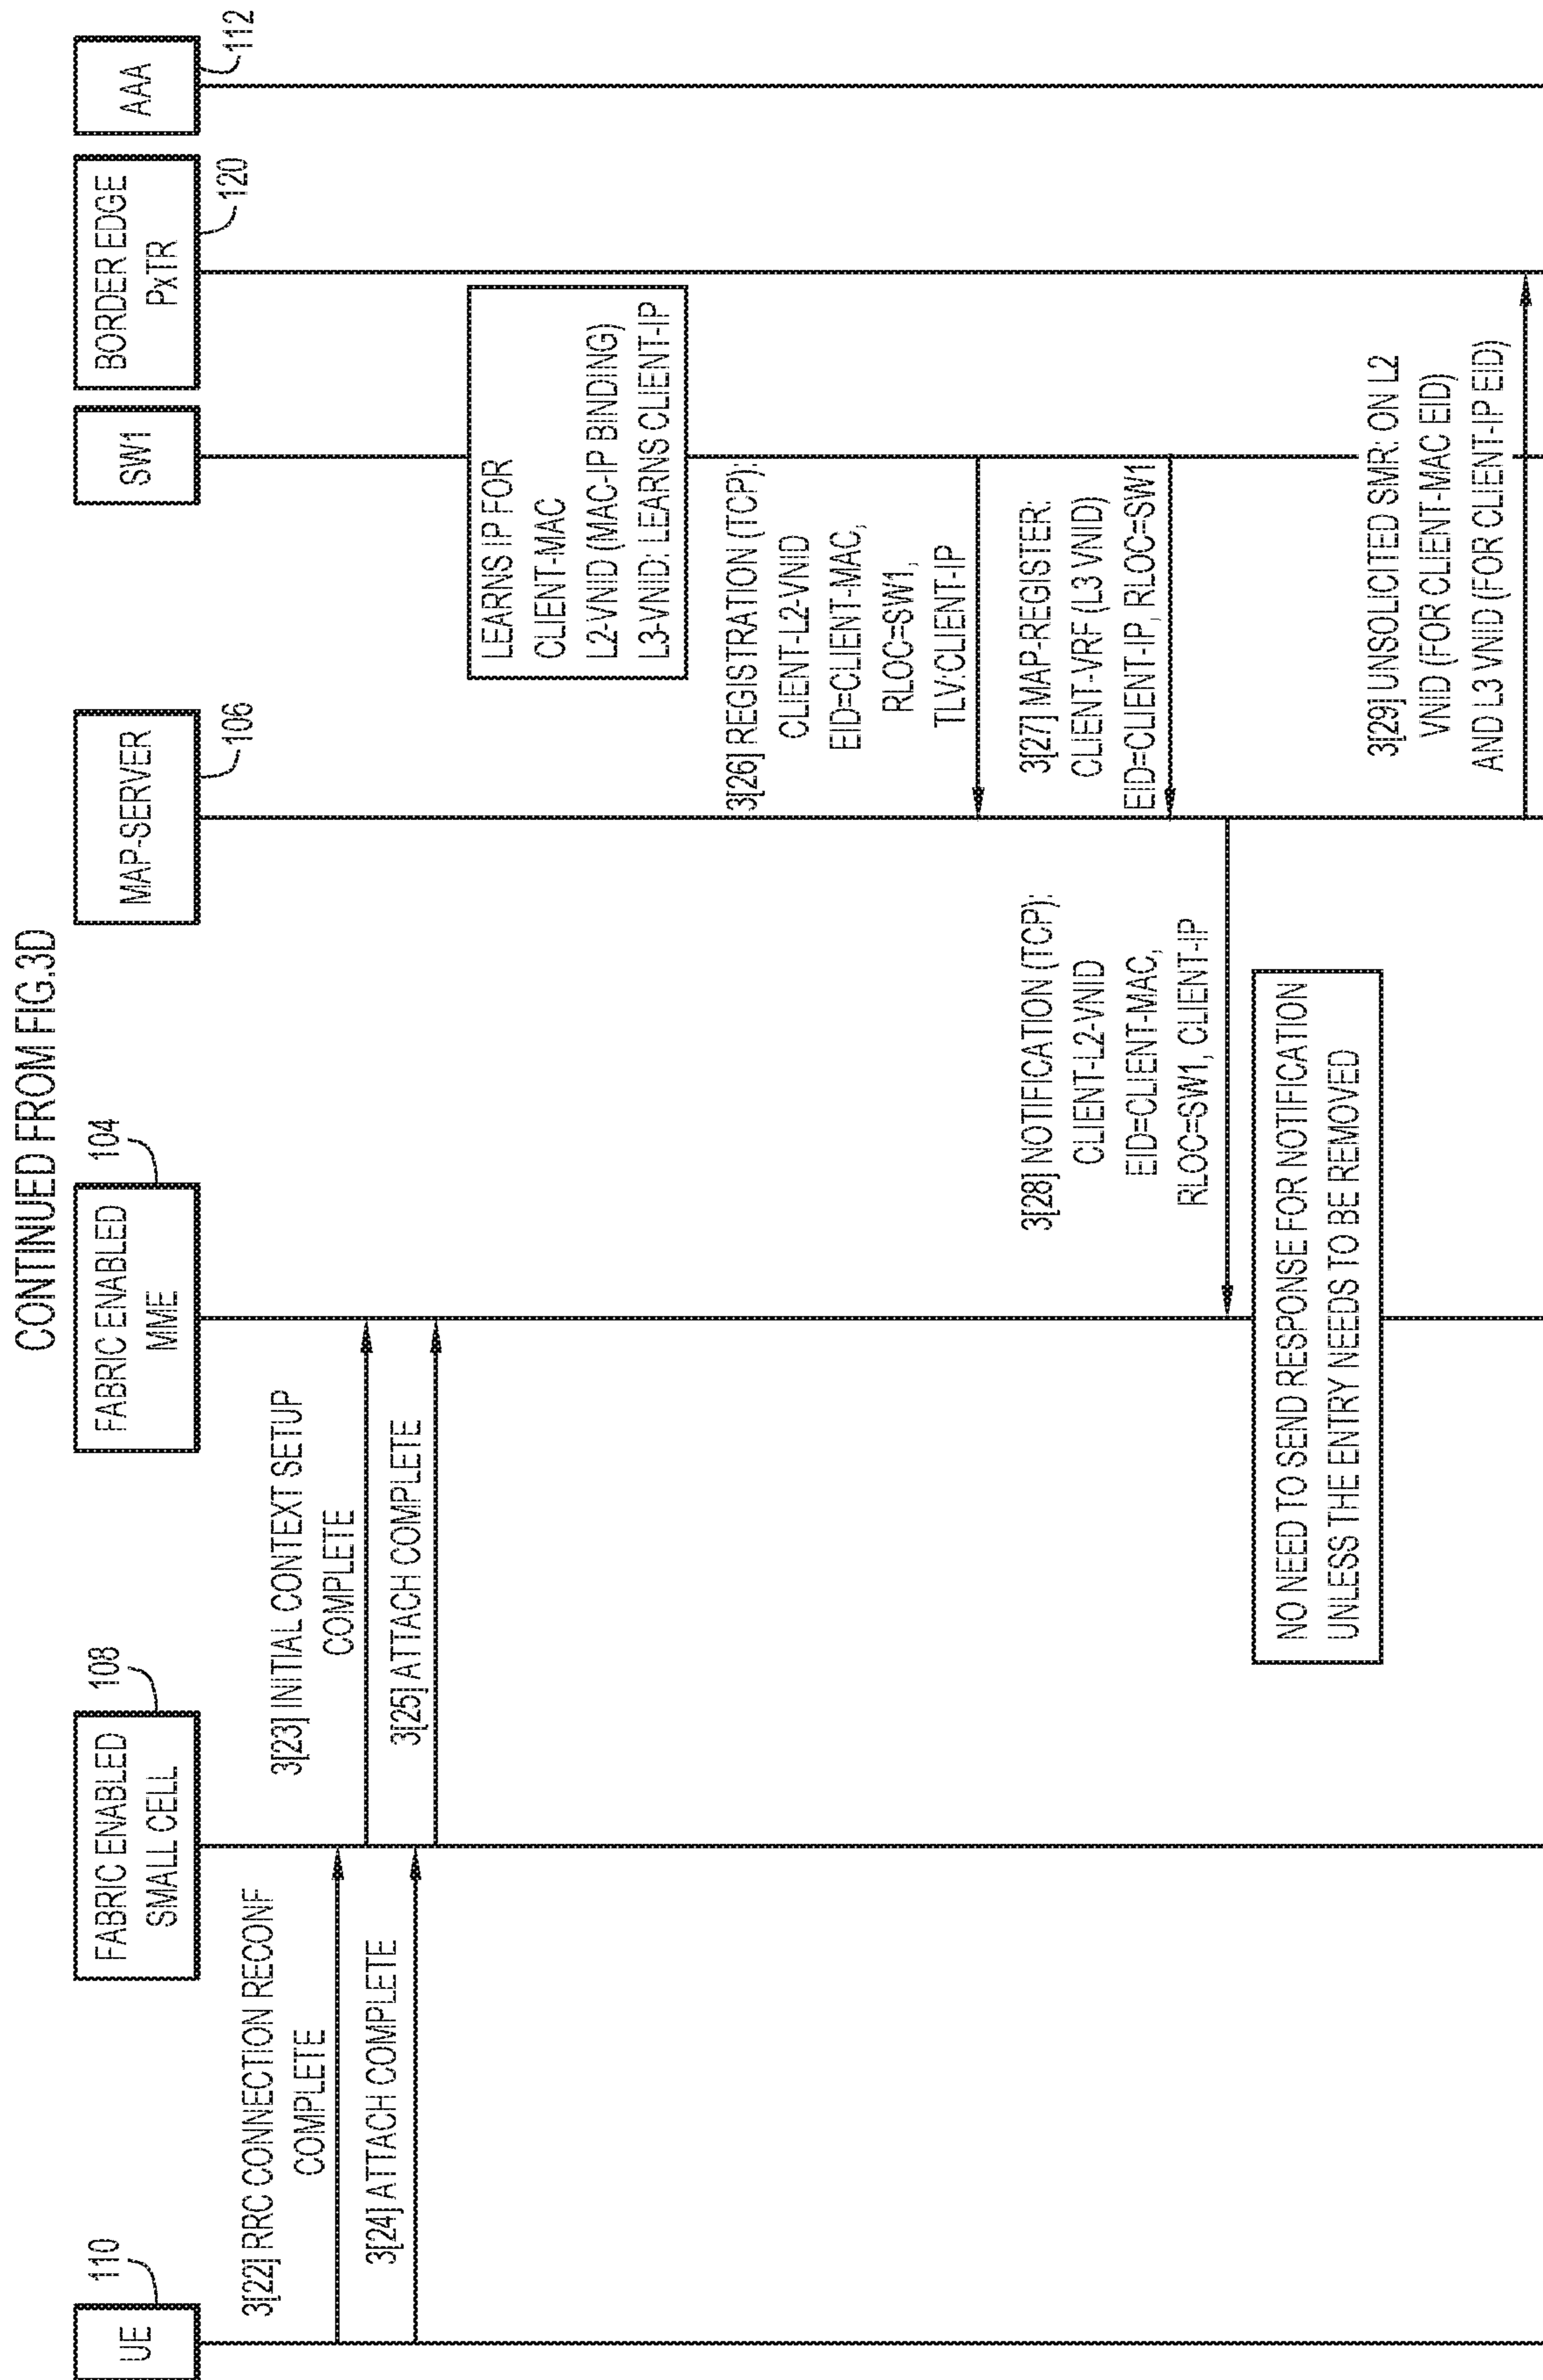 CONTINUED FROM FIG.3D
UE
110
FABRIC ENABLED
SMALL CELL
108
FABRIC ENABLED
MME
104
MAP-SERVER
106
SW1
BORDER EDGE
PxTR
120
AAA
112
3[22] RRC CONNECTION RECONF
COMPLETE
3[23] INITIAL CONTEXT SETUP
COMPLETE
3[24] ATTACH COMPLETE
3[25] ATTACH COMPLETE
LEARNS IP FOR
CLIENT-MAC
L2-VNID (MAC-IP BINDING)
L3-VNID: LEARNS CLIENT-IP
3[26] REGISTRATION (TCP):
CLIENT-L2-VNID
EID=CLIENT-MAC,
RLOC=SW1,
TLV:CLIENT-IP
3[27] MAP-REGISTER:
CLIENT-VRF (L3 VNID)
EID=CLIENT-IP, RLOC=SW1
3[28] NOTIFICATION (TCP):
CLIENT-L2-VNID
EID=CLIENT-MAC,
RLOC=SW1, CLIENT-IP
NO NEED TO SEND RESPONSE FOR NOTIFICATION
UNLESS THE ENTRY NEEDS TO BE REMOVED
3[29] UNSOLICITED SMR: ON L2
VNID (FOR CLIENT-MAC EID)
AND L3 VNID (FOR CLIENT-IP EID)